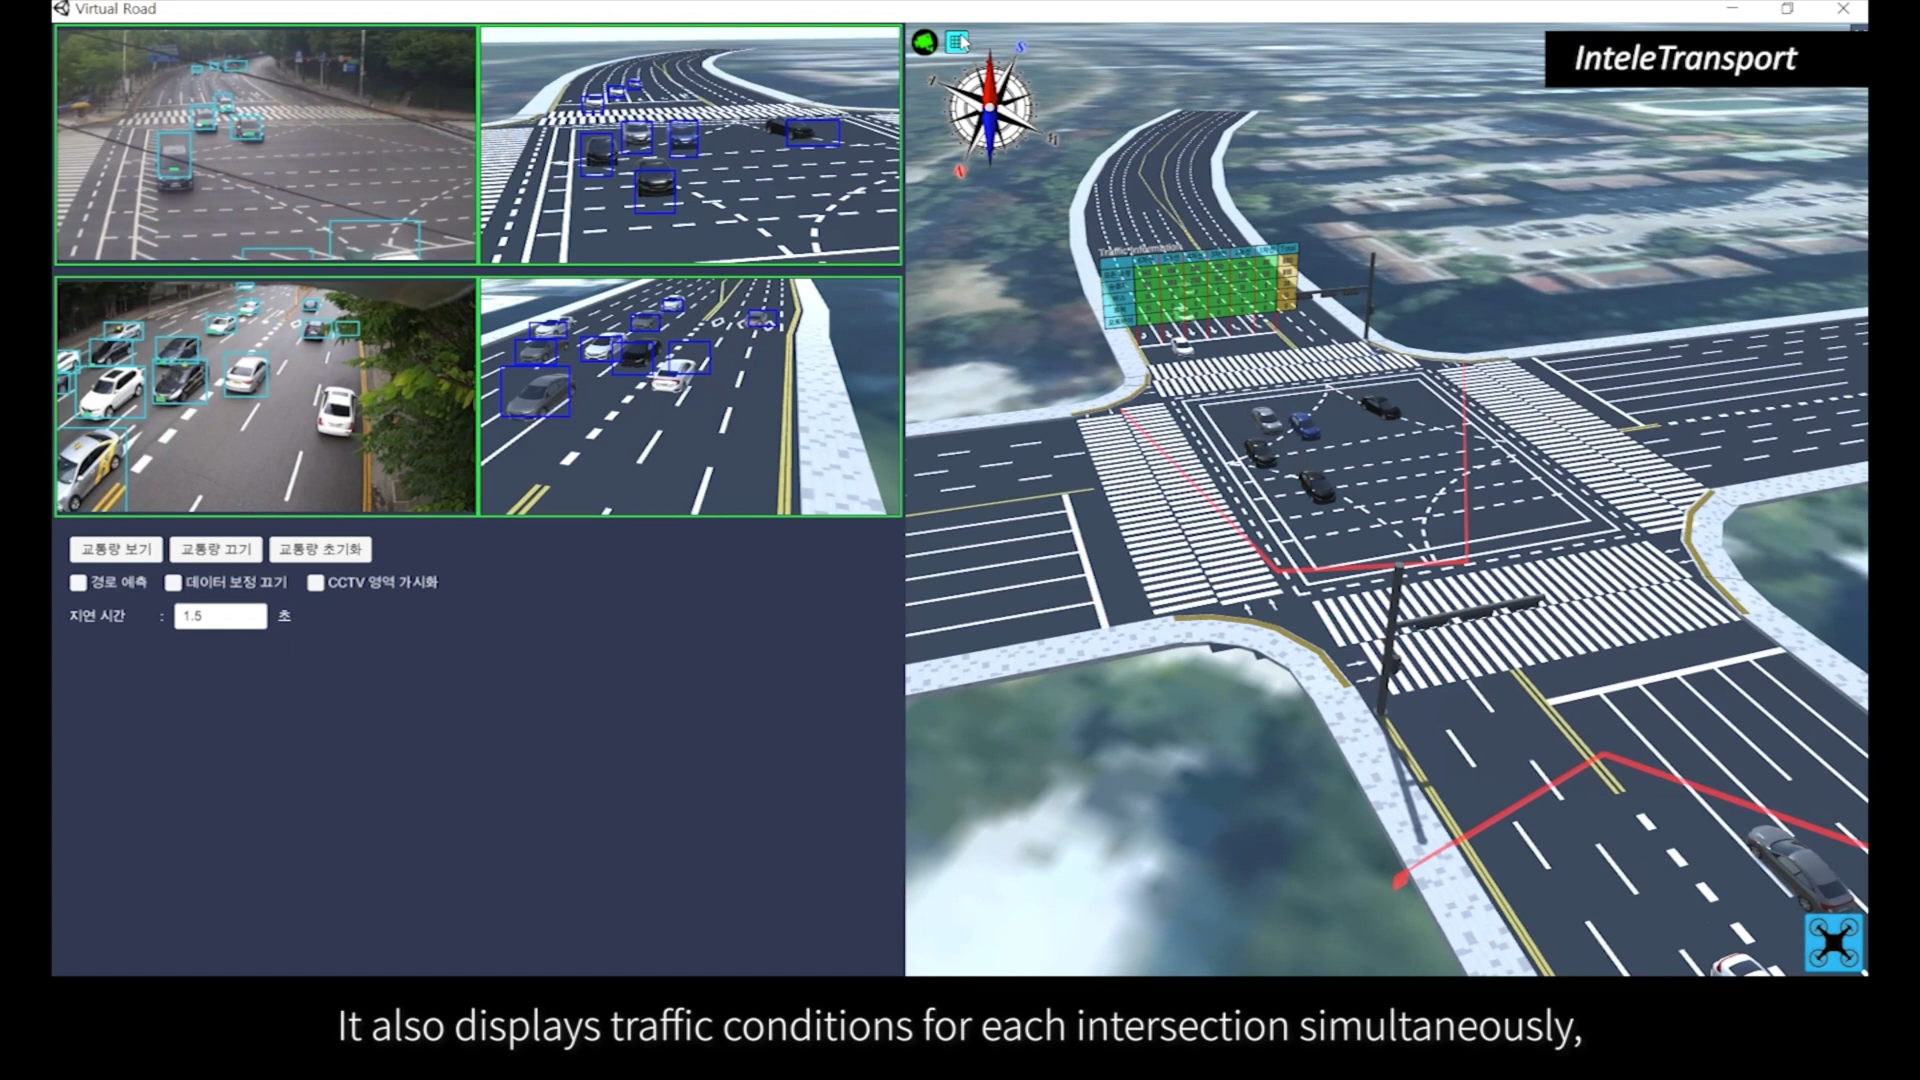 Virtual Road
InteleTransport
S
Traffic Information
교통량 보기
교통량 끄기
교통량 초기화
경로 예측
데이터 보정 끄기
CCTV 영역 가시화
지연 시간 : 1.5 초
It also displays traffic conditions for each intersection simultaneously,